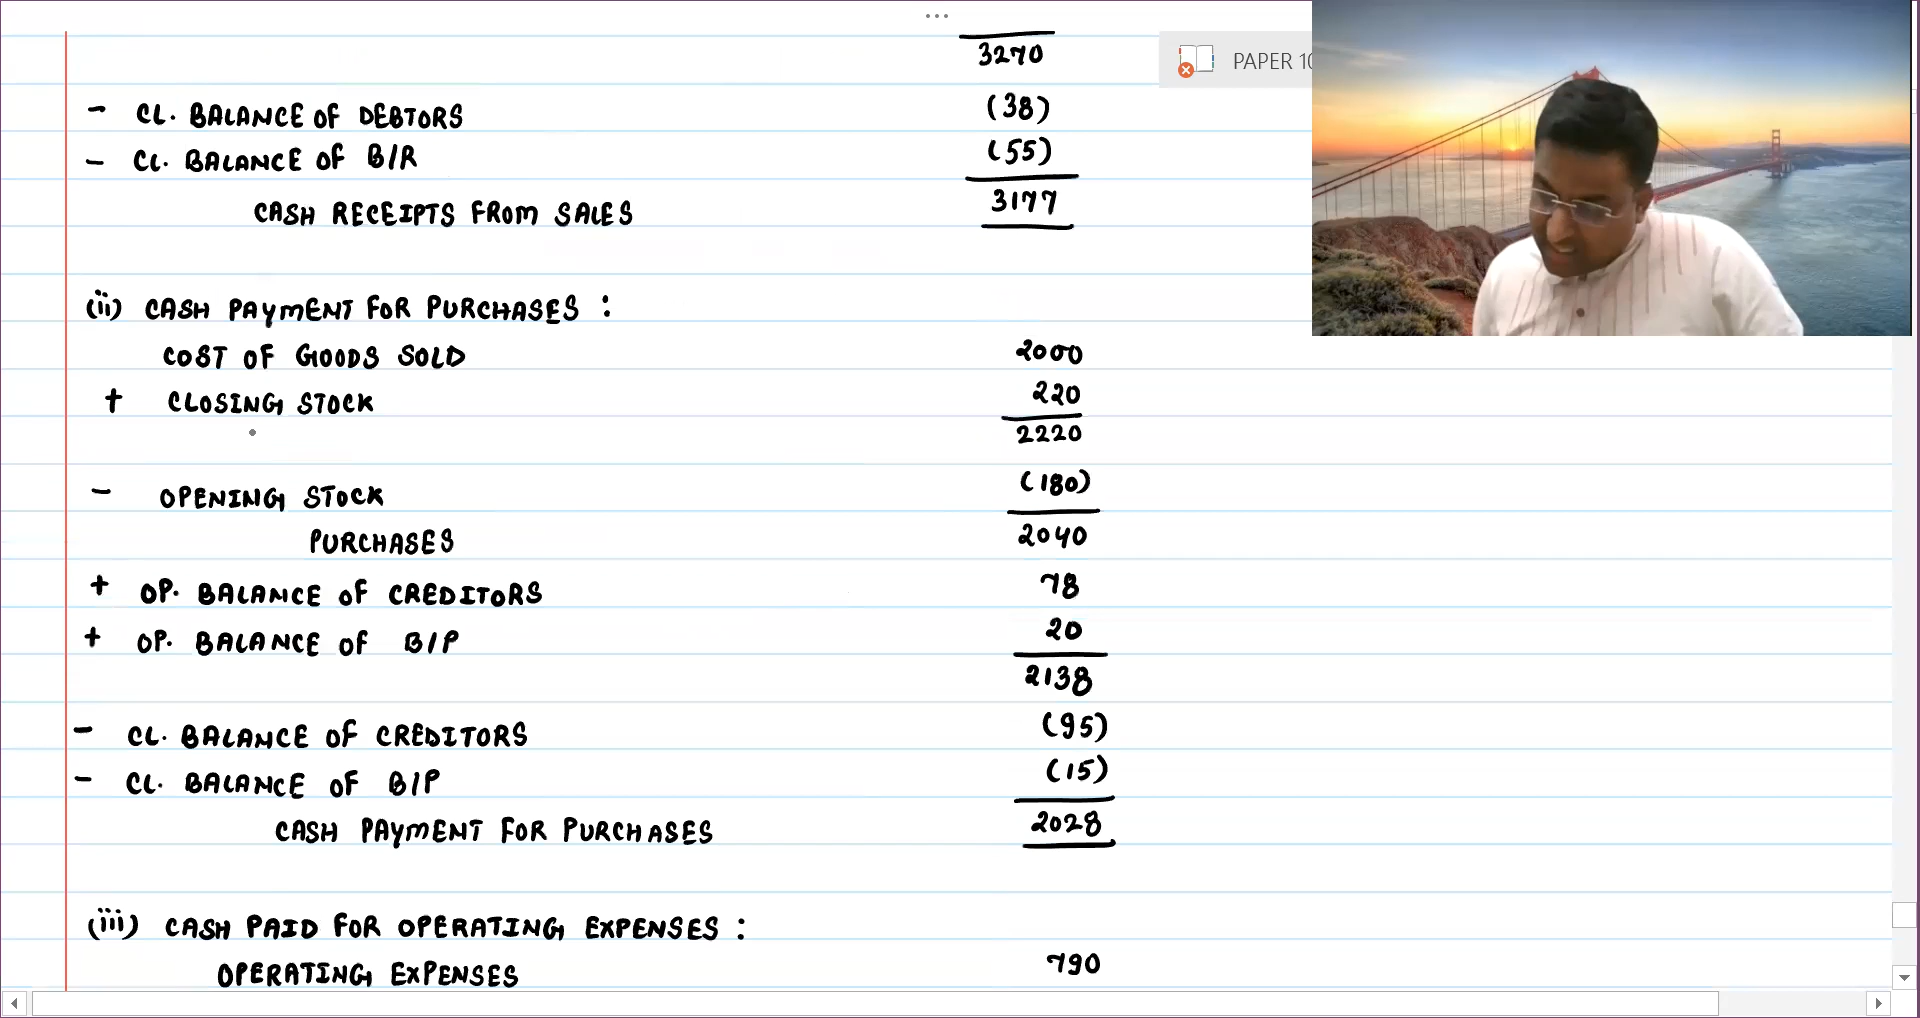 3270
PAPER 10
- CL. BALANCE OF DEBTORS (38)
- CL. BALANCE OF B/R (55)
CASH RECEIPTS FROM SALES 3177
(ii) CASH PAYMENT FOR PURCHASES :
COST OF GOODS SOLD 2000
+ CLOSING STOCK 220
2220
- OPENING STOCK (180)
PURCHASES 2040
+ OP. BALANCE OF CREDITORS 78
+ OP. BALANCE OF B/P 20
2138
- CL. BALANCE OF CREDITORS (95)
- CL. BALANCE OF B/P (15)
CASH PAYMENT FOR PURCHASES 2028
(iii) CASH PAID FOR OPERATING EXPENSES :
OPERATING EXPENSES 790